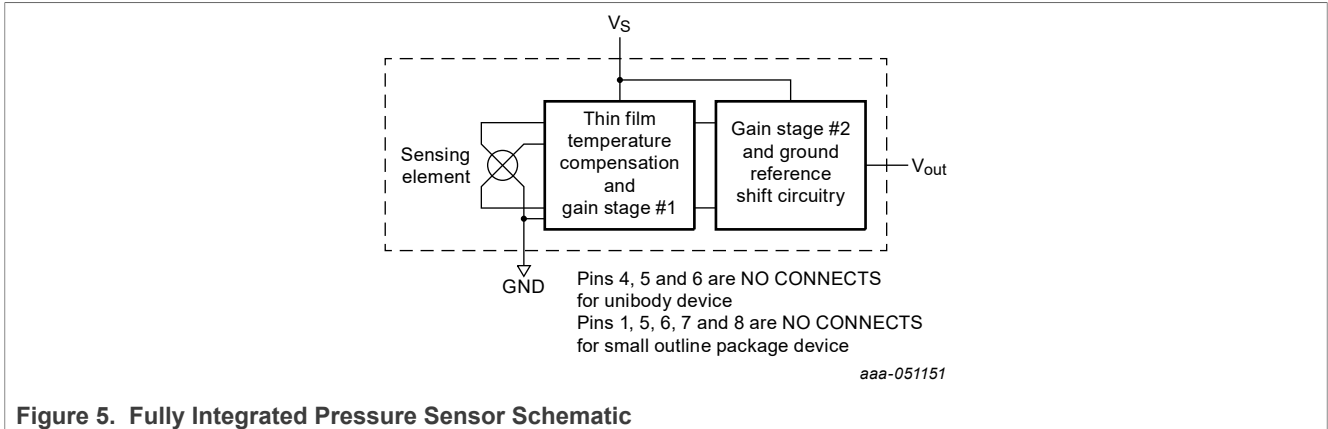 VS
Sensing
element
Thin film
temperature
compensation
and
gain stage #1
Gain stage #2
and ground
reference
shift circuitry
Vout
GND
Pins 4, 5 and 6 are NO CONNECTS
for unibody device
Pins 1, 5, 6, 7 and 8 are NO CONNECTS
for small outline package device
aaa-051151
Figure 5. Fully Integrated Pressure Sensor Schematic